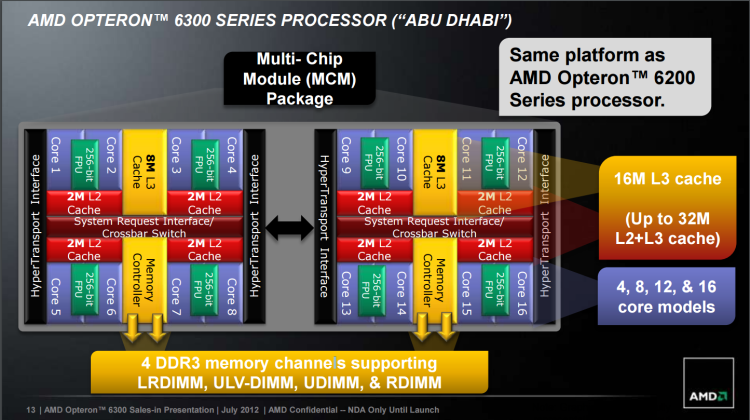 AMD OPTERON™ 6300 SERIES PROCESSOR (“ABU DHABI”)
Multi- Chip
Module (MCM)
Package
Same platform as
AMD Opteron™ 6200
Series processor.
HyperTransport Interface
Core 1
256-bit
FPU
Core 2
8M L3
Cache
Core 3
256-bit
FPU
Core 4
2M L2
Cache
2M L2
Cache
System Request Interface/
Crossbar Switch
2M L2
Cache
2M L2
Cache
Core 5
256-bit
FPU
Core 6
Memory
Controller
Core 7
256-bit
FPU
Core 8
HyperTransport Interface
HyperTransport Interface
Core 9
256-bit
FPU
Core 10
8M L3
Cache
Core 11
256-bit
FPU
Core 12
2M L2
Cache
2M L2
Cache
System Request Interface/
Crossbar Switch
2M L2
Cache
2M L2
Cache
Core 13
256-bit
FPU
Core 14
Memory
Controller
Core 15
256-bit
FPU
Core 16
HyperTransport Interface
16M L3 cache
(Up to 32M
L2+L3 cache)
4, 8, 12, & 16
core models
4 DDR3 memory channels supporting
LRDIMM, ULV-DIMM, UDIMM, & RDIMM
13 | AMD Opteron™ 6300 Sales-in Presentation | July 2012 | AMD Confidential – NDA Only Until Launch
AMD